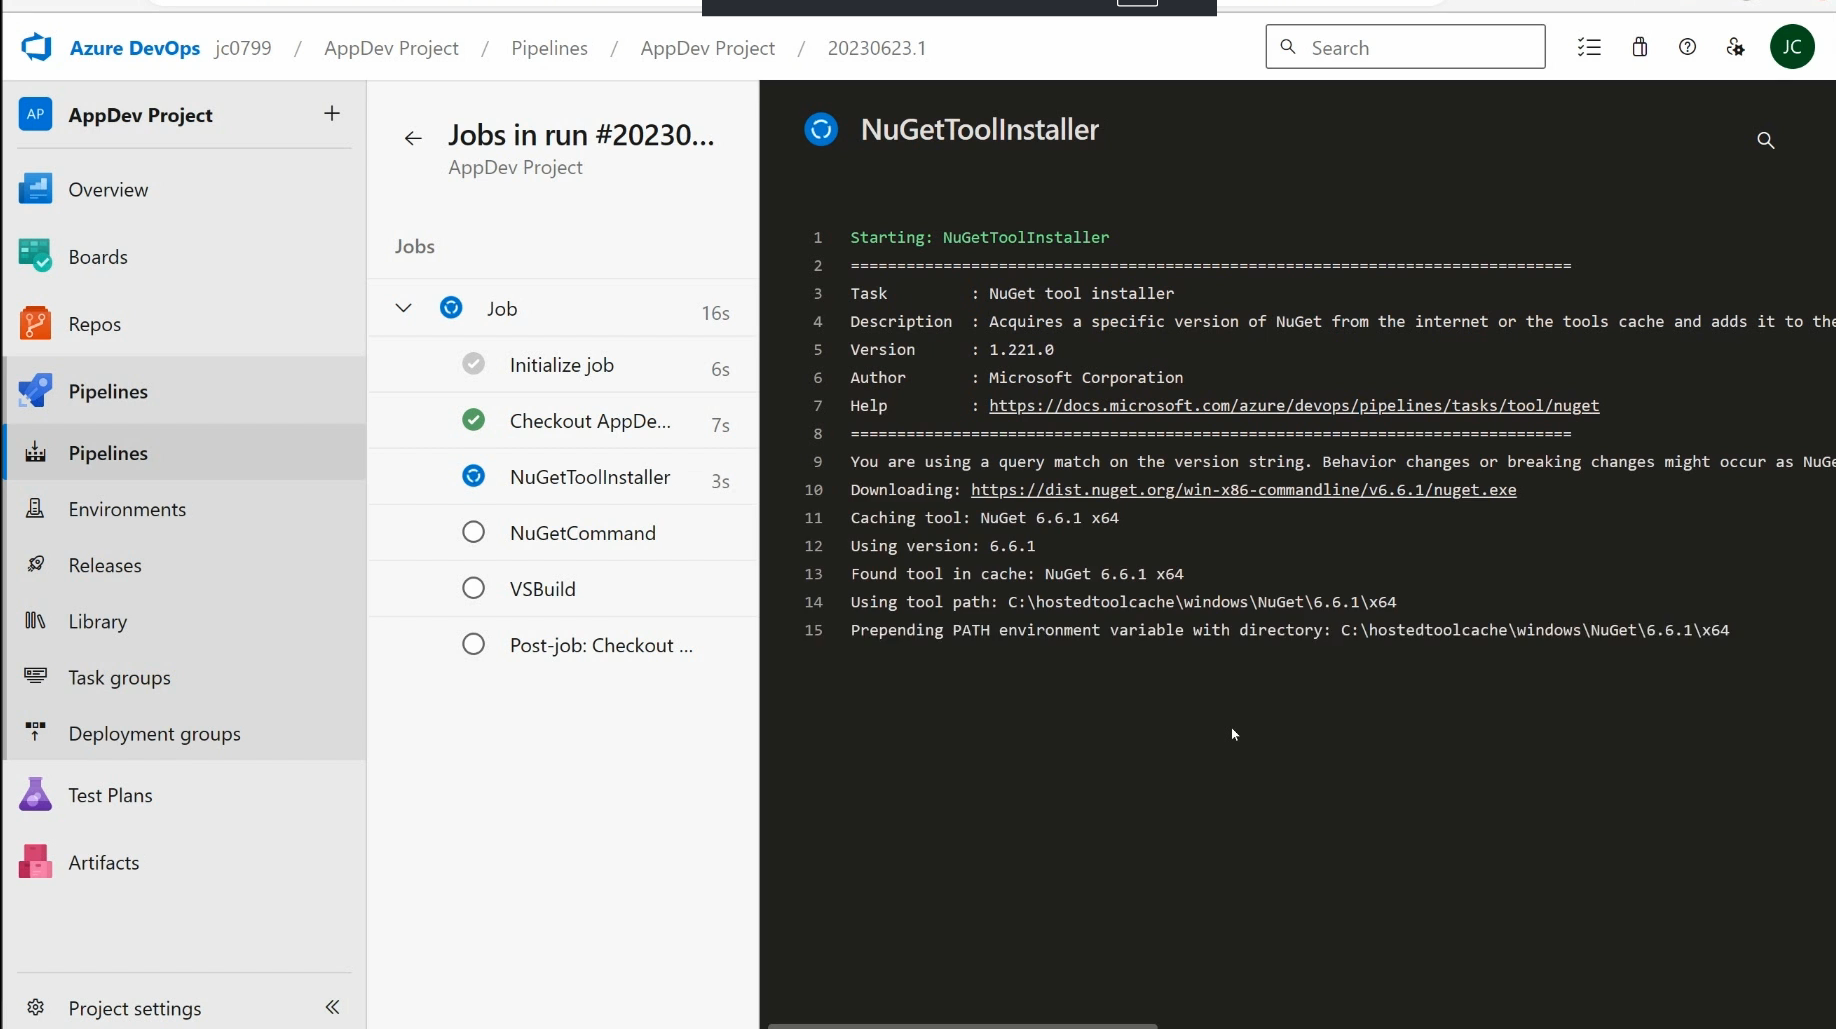 Azure DevOps jc0799 / AppDev Project / Pipelines / AppDev Project / 20230623.1
Search
JC
AP AppDev Project +
Overview
Boards
Repos
Pipelines
Pipelines
Environments
Releases
Library
Task groups
Deployment groups
Test Plans
Artifacts
Project settings
Jobs in run #20230...
AppDev Project
Jobs
Job 16s
Initialize job 6s
Checkout AppDe... 7s
NuGetToolInstaller 3s
NuGetCommand
VSBuild
Post-job: Checkout ...
NuGetToolInstaller
1 Starting: NuGetToolInstaller
2 ==============================================================================
3 Task : NuGet tool installer
4 Description : Acquires a specific version of NuGet from the internet or the tools cache and adds it to the
5 Version : 1.221.0
6 Author : Microsoft Corporation
7 Help : https://docs.microsoft.com/azure/devops/pipelines/tasks/tool/nuget
8 ==============================================================================
9 You are using a query match on the version string. Behavior changes or breaking changes might occur as NuGe
10 Downloading: https://dist.nuget.org/win-x86-commandline/v6.6.1/nuget.exe
11 Caching tool: NuGet 6.6.1 x64
12 Using version: 6.6.1
13 Found tool in cache: NuGet 6.6.1 x64
14 Using tool path: C:\hostedtoolcache\windows\NuGet\6.6.1\x64
15 Prepending PATH environment variable with directory: C:\hostedtoolcache\windows\NuGet\6.6.1\x64